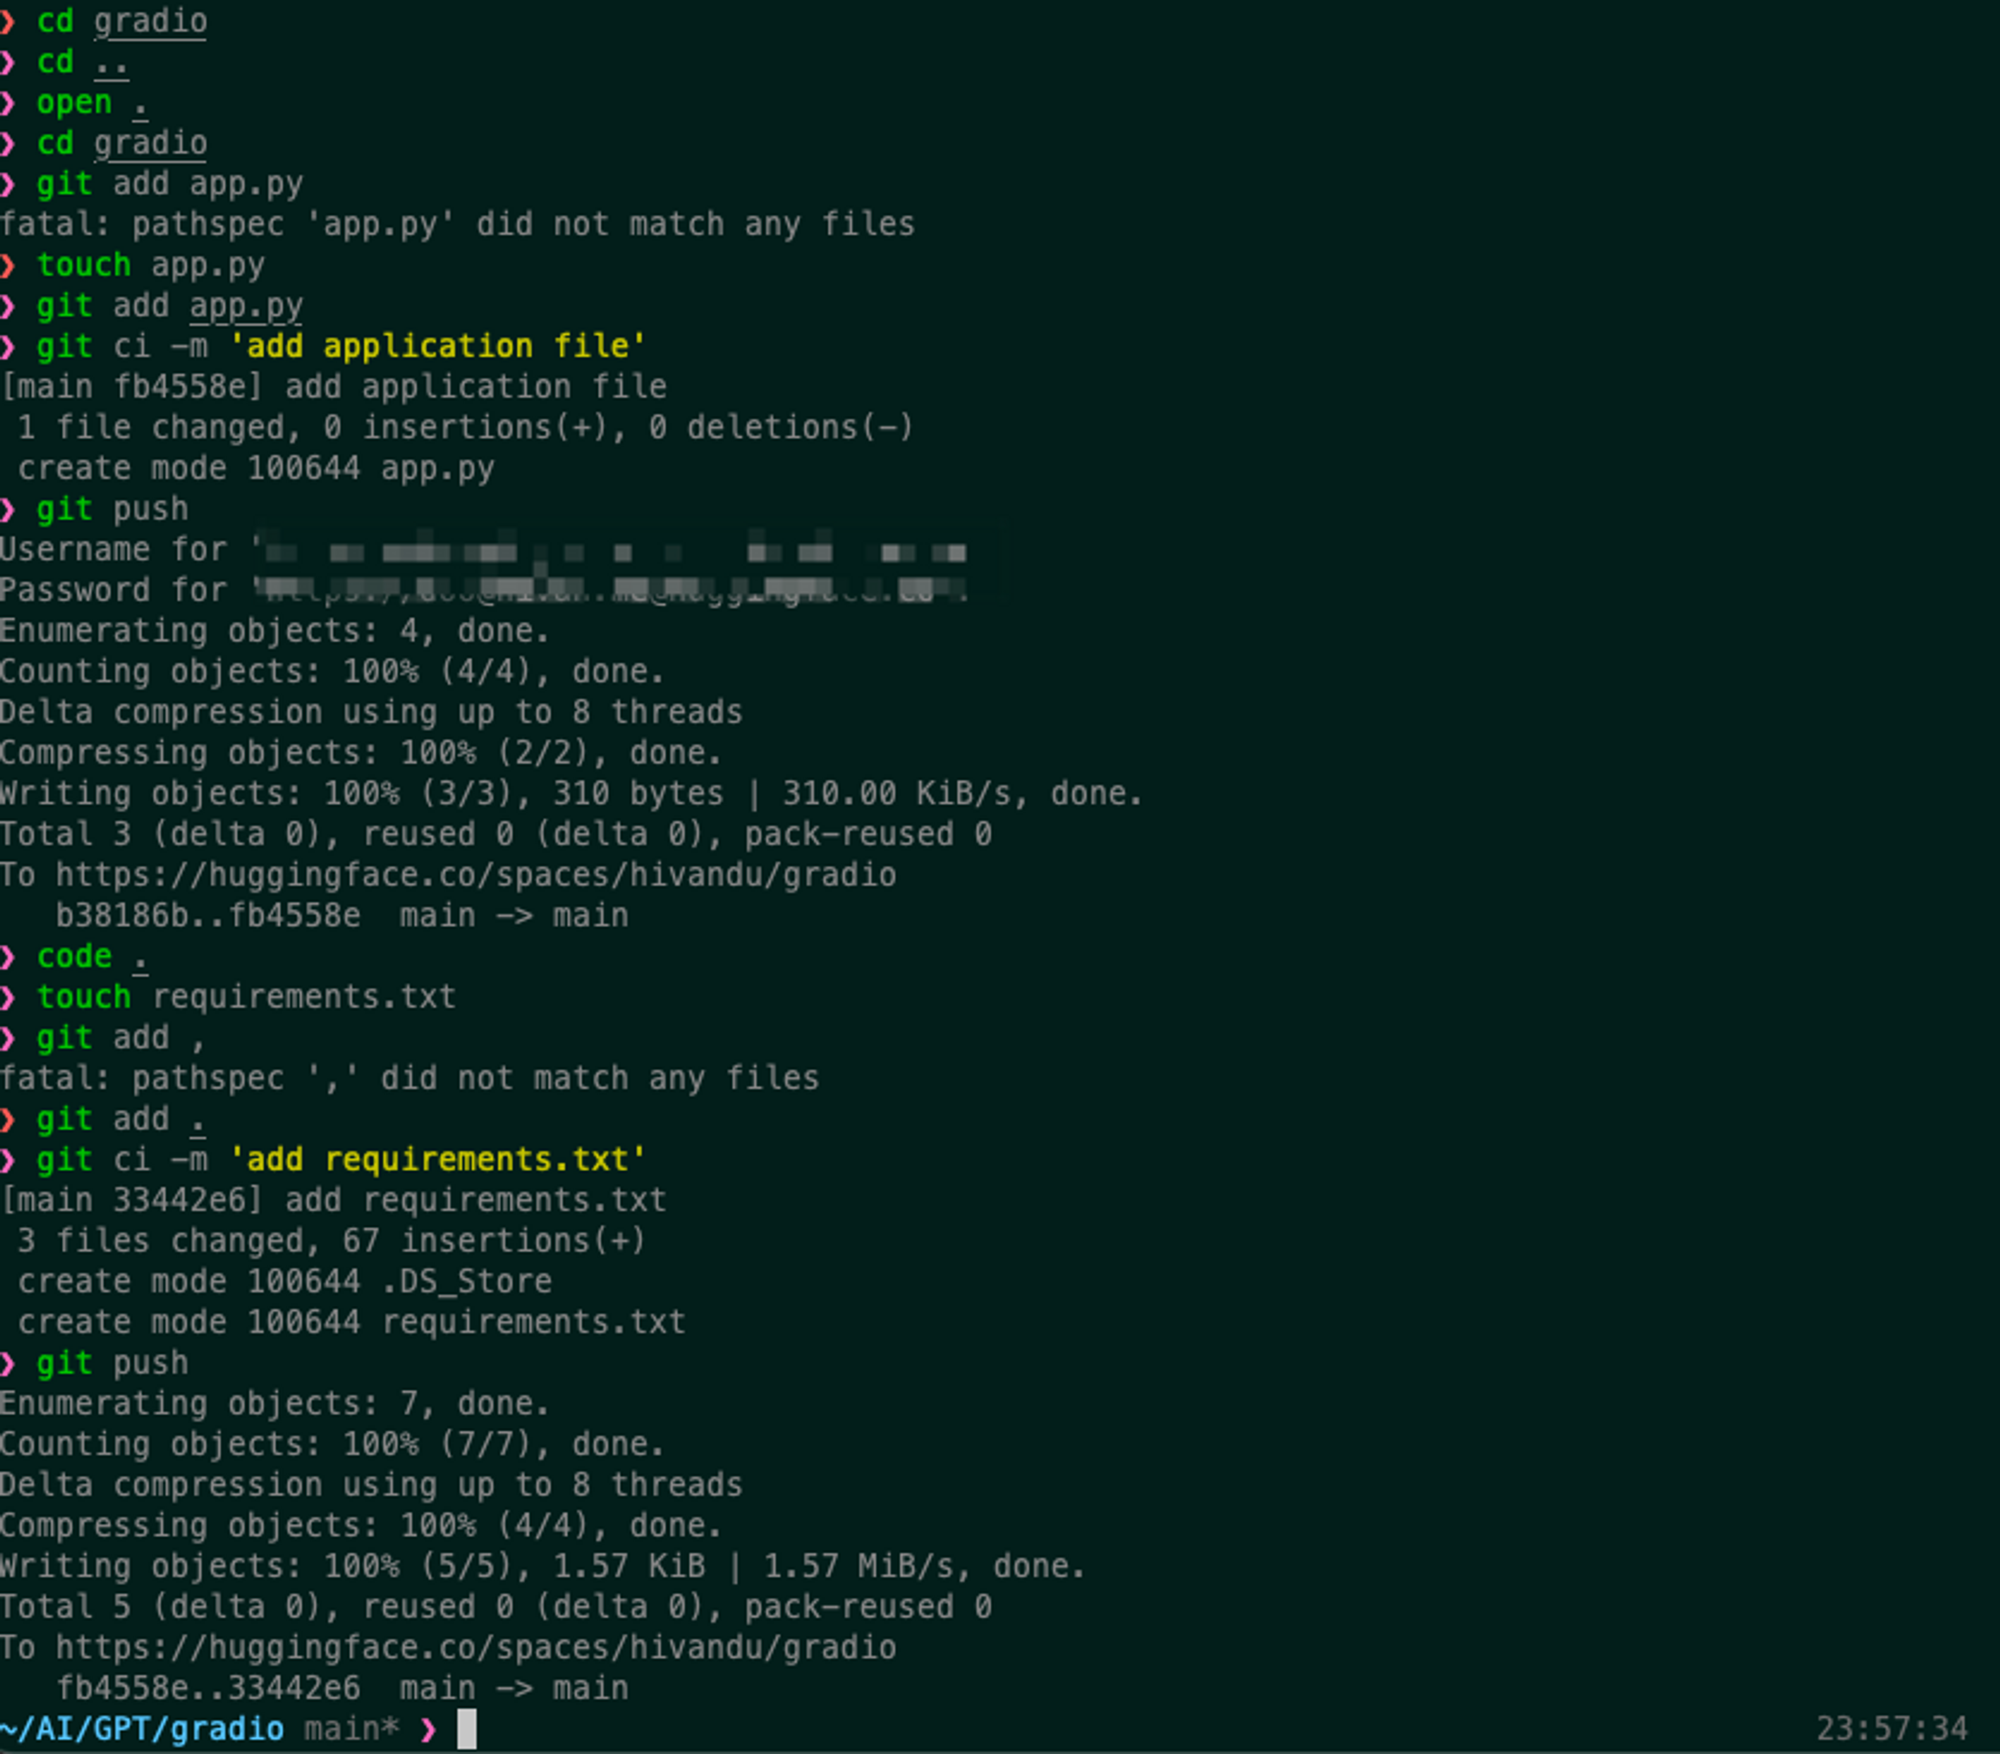 ❯ cd gradio
❯ cd ..
❯ open .
❯ cd gradio
❯ git add app.py
fatal: pathspec 'app.py' did not match any files
❯ touch app.py
❯ git add app.py
❯ git ci -m 'add application file'
[main fb4558e] add application file
 1 file changed, 0 insertions(+), 0 deletions(-)
 create mode 100644 app.py
❯ git push
Username for '
Password for '
Enumerating objects: 4, done.
Counting objects: 100% (4/4), done.
Delta compression using up to 8 threads
Compressing objects: 100% (2/2), done.
Writing objects: 100% (3/3), 310 bytes | 310.00 KiB/s, done.
Total 3 (delta 0), reused 0 (delta 0), pack-reused 0
To https://huggingface.co/spaces/hivandu/gradio
   b38186b..fb4558e  main -> main
❯ code .
❯ touch requirements.txt
❯ git add ,
fatal: pathspec ',' did not match any files
❯ git add .
❯ git ci -m 'add requirements.txt'
[main 33442e6] add requirements.txt
 3 files changed, 67 insertions(+)
 create mode 100644 .DS_Store
 create mode 100644 requirements.txt
❯ git push
Enumerating objects: 7, done.
Counting objects: 100% (7/7), done.
Delta compression using up to 8 threads
Compressing objects: 100% (4/4), done.
Writing objects: 100% (5/5), 1.57 KiB | 1.57 MiB/s, done.
Total 5 (delta 0), reused 0 (delta 0), pack-reused 0
To https://huggingface.co/spaces/hivandu/gradio
   fb4558e..33442e6  main -> main
~/AI/GPT/gradio main* ❯ 23:57:34